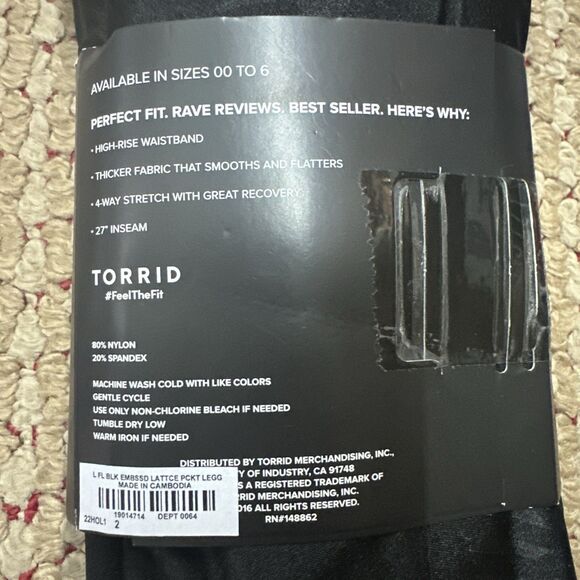 AVAILABLE IN SIZES 00 TO 6
PERFECT FIT. RAVE REVIEWS. BEST SELLER. HERE'S WHY:
• HIGH-RISE WAISTBAND
• THICKER FABRIC THAT SMOOTHS AND FLATTERS
• 4-WAY STRETCH WITH GREAT RECOVERY
• 27" INSEAM
TORRID
#FeelTheFit
80% NYLON
20% SPANDEX
MACHINE WASH COLD WITH LIKE COLORS
GENTLE CYCLE
USE ONLY NON-CHLORINE BLEACH IF NEEDED
TUMBLE DRY LOW
WARM IRON IF NEEDED
DISTRIBUTED BY TORRID MERCHANDISING, INC.,
OF INDUSTRY, CA 91748
IS A REGISTERED TRADEMARK OF
MERCHANDISING, INC.
ALL RIGHTS RESERVED.
RN#148862
L FL BLK EMBSSD LATTCE PCKT LEGG
MADE IN CAMBODIA
19014714 DEPT 0064
22HOL1 2